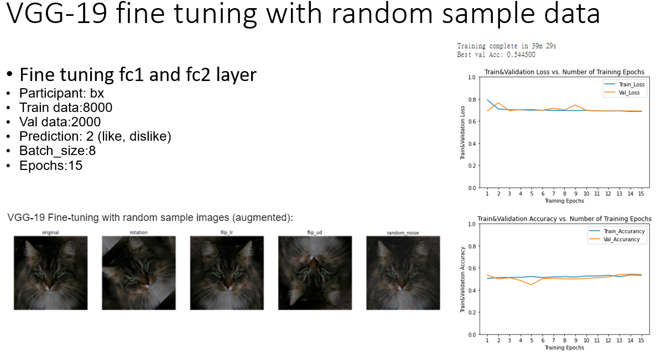 VGG-19 fine tuning with random sample data
• Fine tuning fc1 and fc2 layer
• Participant: bx
• Train data:8000
• Val data:2000
• Prediction: 2 (like, dislike)
• Batch_size:8
• Epochs:15
Training complete in 39m 29s
Best val Acc: 0.544500
Train&Validation Loss vs. Number of Training Epochs
Train_Loss
Val_Loss
Train&Validation Loss
1.0
0.8
0.6
0.4
0.2
0.0
1 2 3 4 5 6 7 8 9 10 11 12 13 14 15
Training Epochs
VGG-19 Fine-tuning with random sample images (augmented):
original rotation flip_lr flip_ud random_noise
Train&Validation Accuracy vs. Number of Training Epochs
Train_Accurancy
Val_Accurancy
Train&Validation Accuracy
1.0
0.8
0.6
0.4
0.2
0.0
1 2 3 4 5 6 7 8 9 10 11 12 13 14 15
Training Epochs